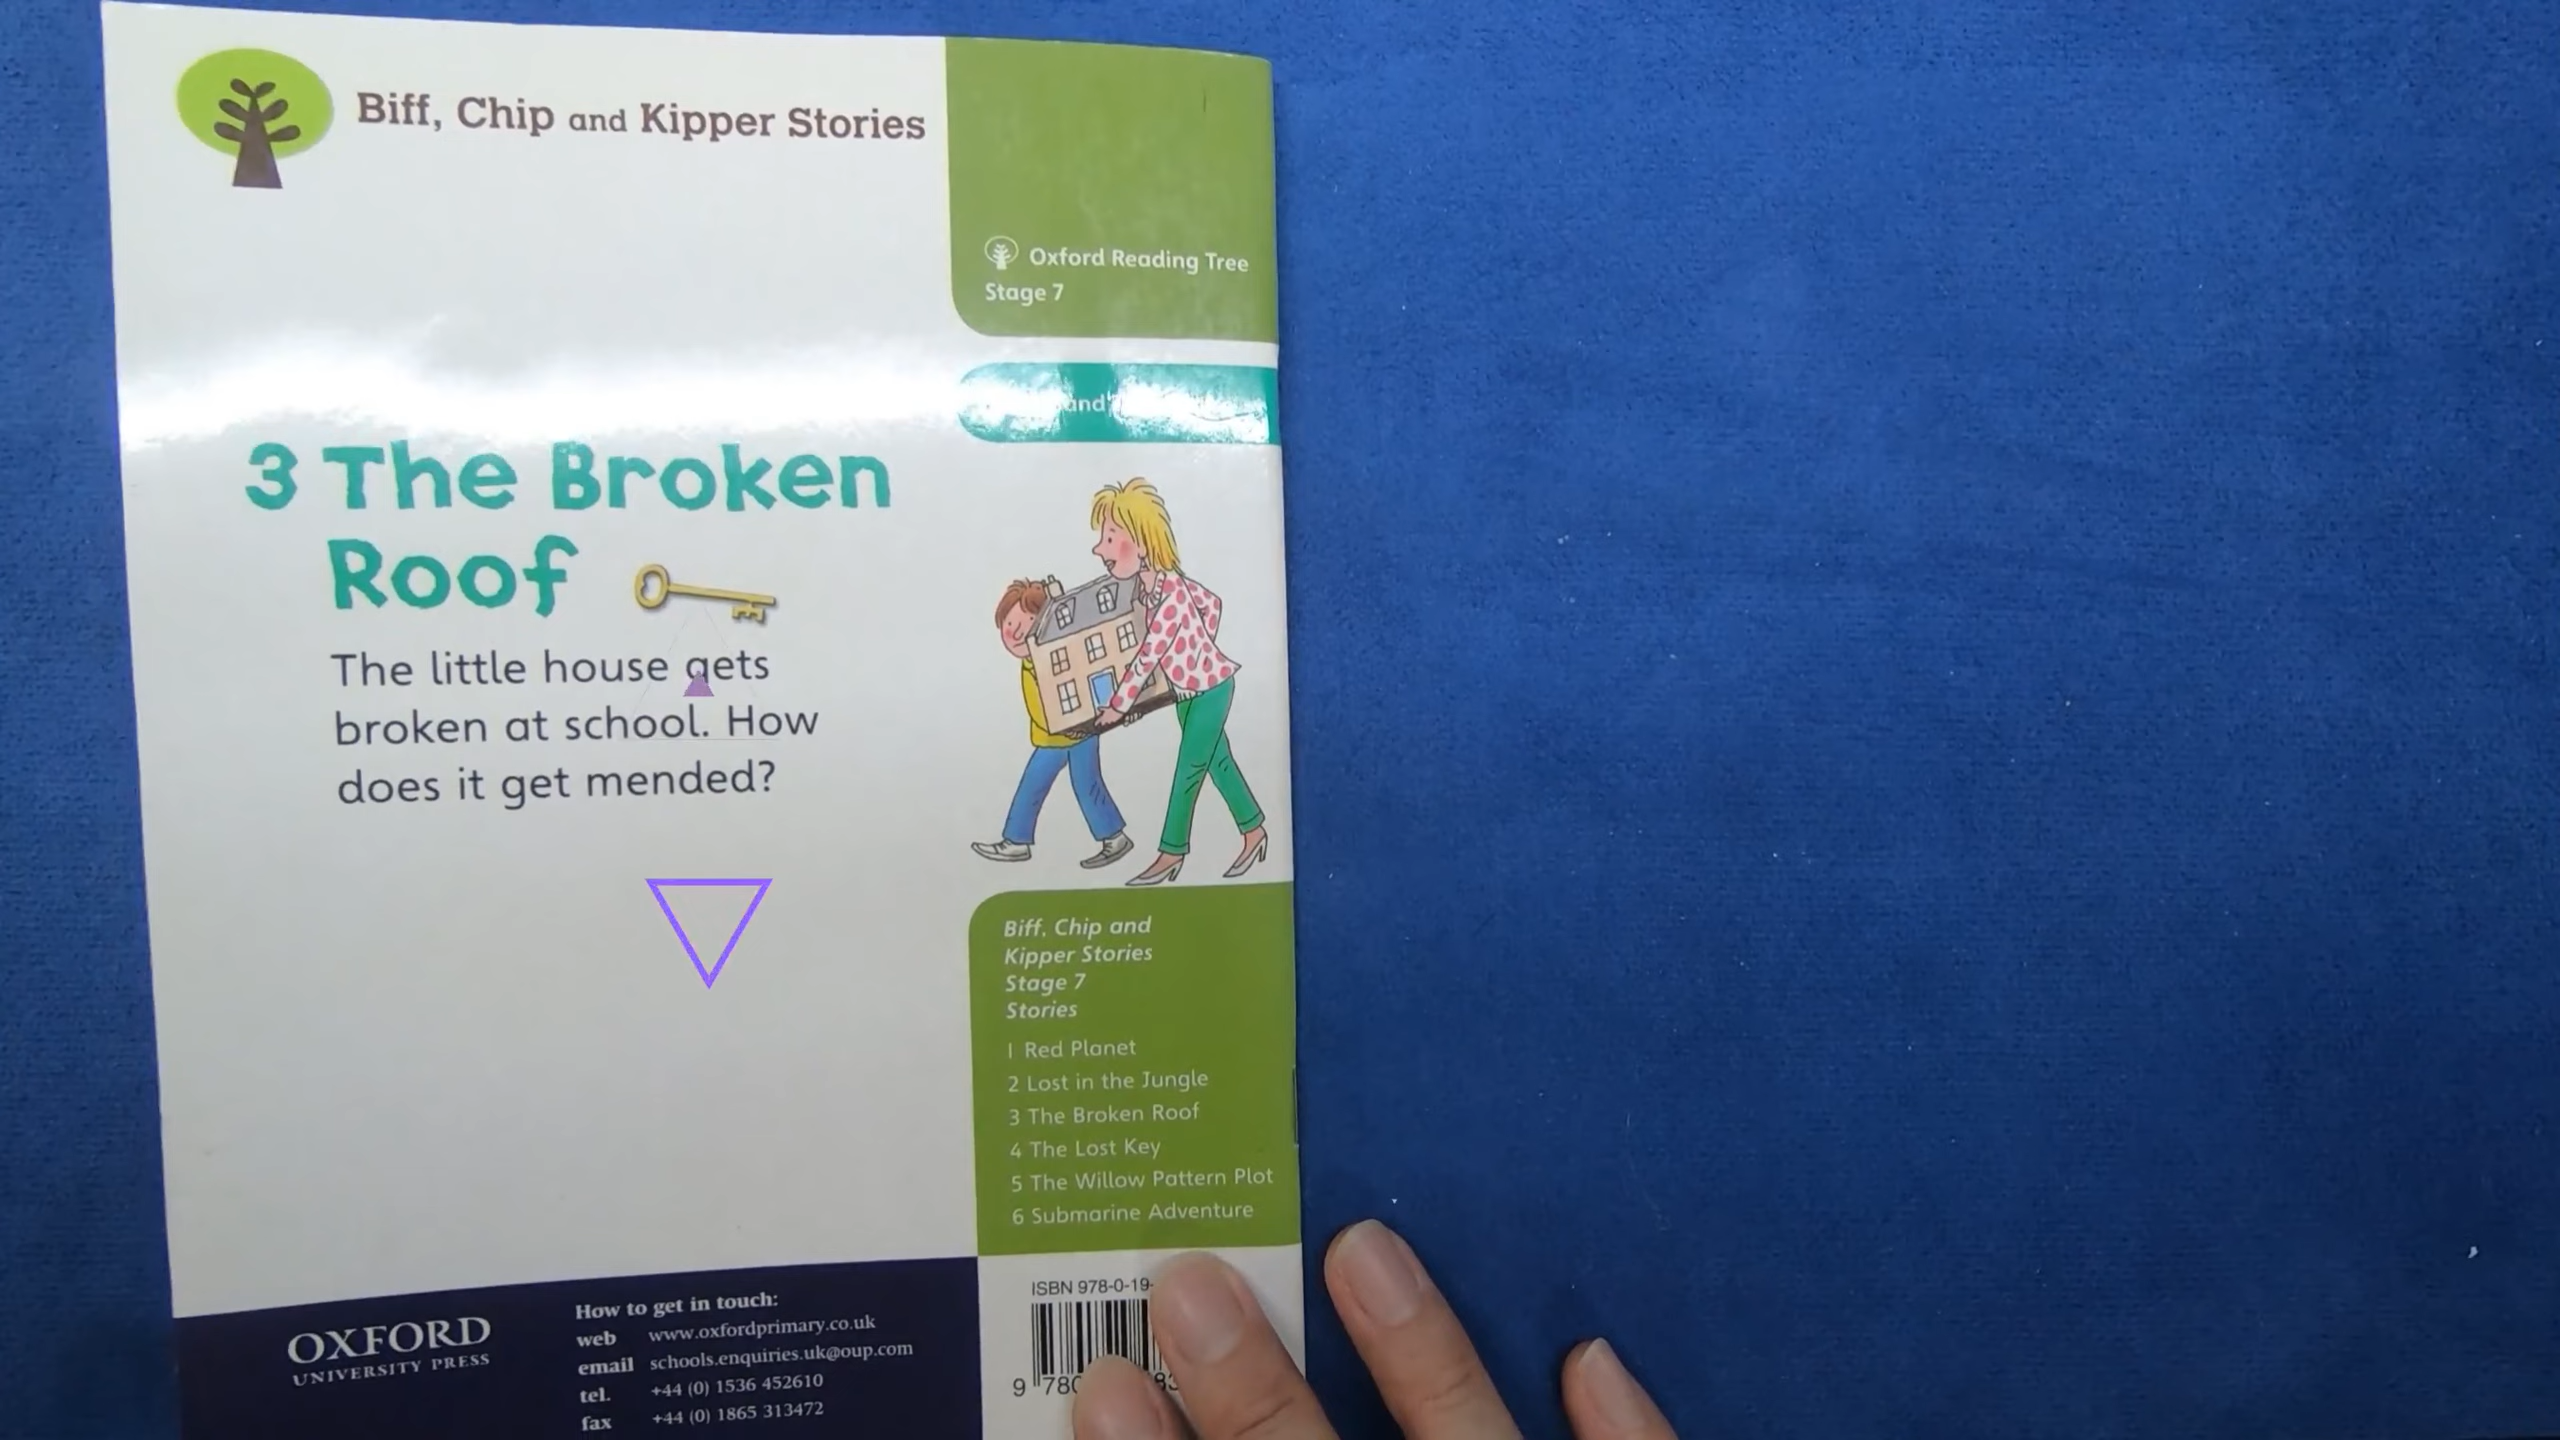 Biff, Chip and Kipper Stories
Oxford Reading Tree
Stage 7
and
3 The Broken
Roof
The little house gets
broken at school. How
does it get mended?
Biff, Chip and
Kipper Stories
Stage 7
Stories
1 Red Planet
2 Lost in the Jungle
3 The Broken Roof
4 The Lost Key
5 The Willow Pattern Plot
6 Submarine Adventure
ISBN 978-0-19-
9 780
OXFORD
UNIVERSITY PRESS
How to get in touch:
web www.oxfordprimary.co.uk
email schools.enquiries.uk@oup.com
tel. +44 (0) 1536 452610
fax +44 (0) 1865 313472